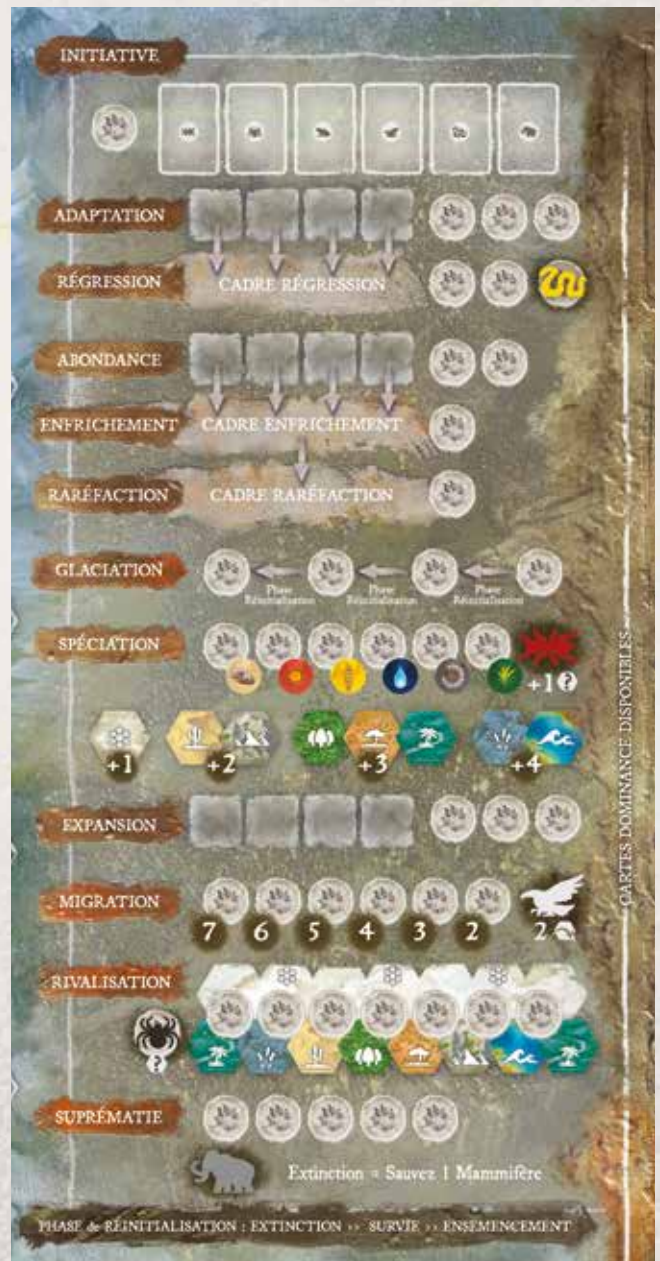 INITIATIVE
ADAPTATION
RÉGRESSION
CADRE RÉGRESSION
ABONDANCE
ENFRICHEMENT
CADRE ENFRICHEMENT
RARÉFACTION
CADRE RARÉFACTION
GLACIATION
Phase Réinitialisation
Phase Réinitialisation
Phase Réinitialisation
SPÉCIATION
+1 ?
+1
+2
+3
+4
EXPANSION
MIGRATION
7 6 5 4 3 2 2
RIVALISATION
?
SUPRÉMATIE
Extinction = Sauvez 1 Mammifère
PHASE de RÉINITIALISATION : EXTINCTION >> SURVIE >> ENSEMENCEMENT
CARTES DOMINANCE DISPONIBLES